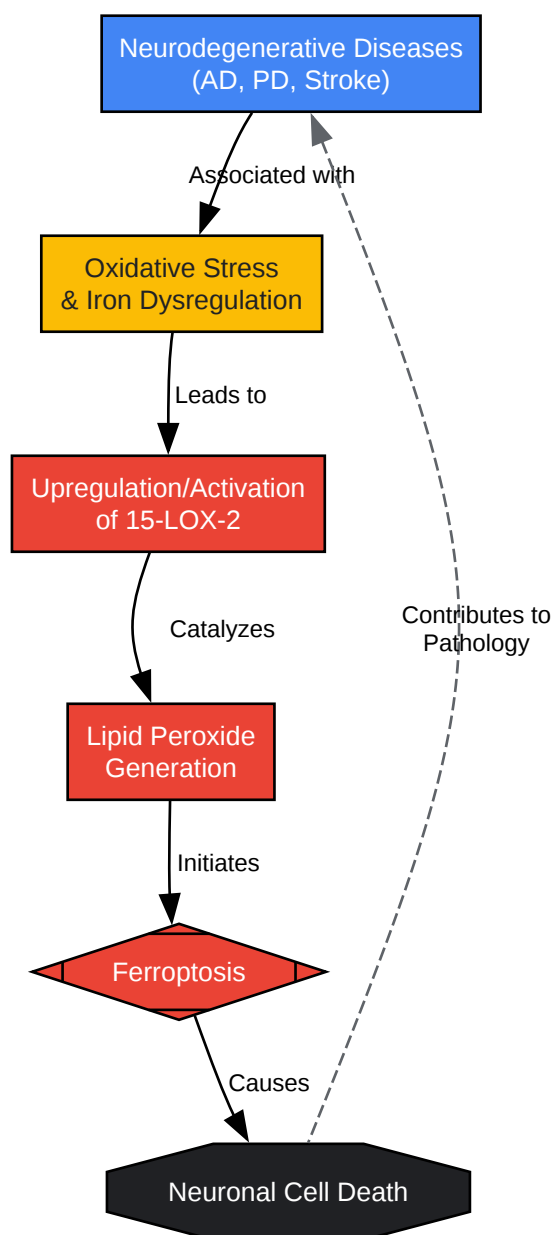 Neurodegenerative Diseases
(AD, PD, Stroke)
Associated with
Oxidative Stress
& Iron Dysregulation
Leads to
Upregulation/Activation
of 15-LOX-2
Catalyzes
Contributes to
Pathology
Lipid Peroxide
Generation
Initiates
Ferroptosis
Causes
Neuronal Cell Death